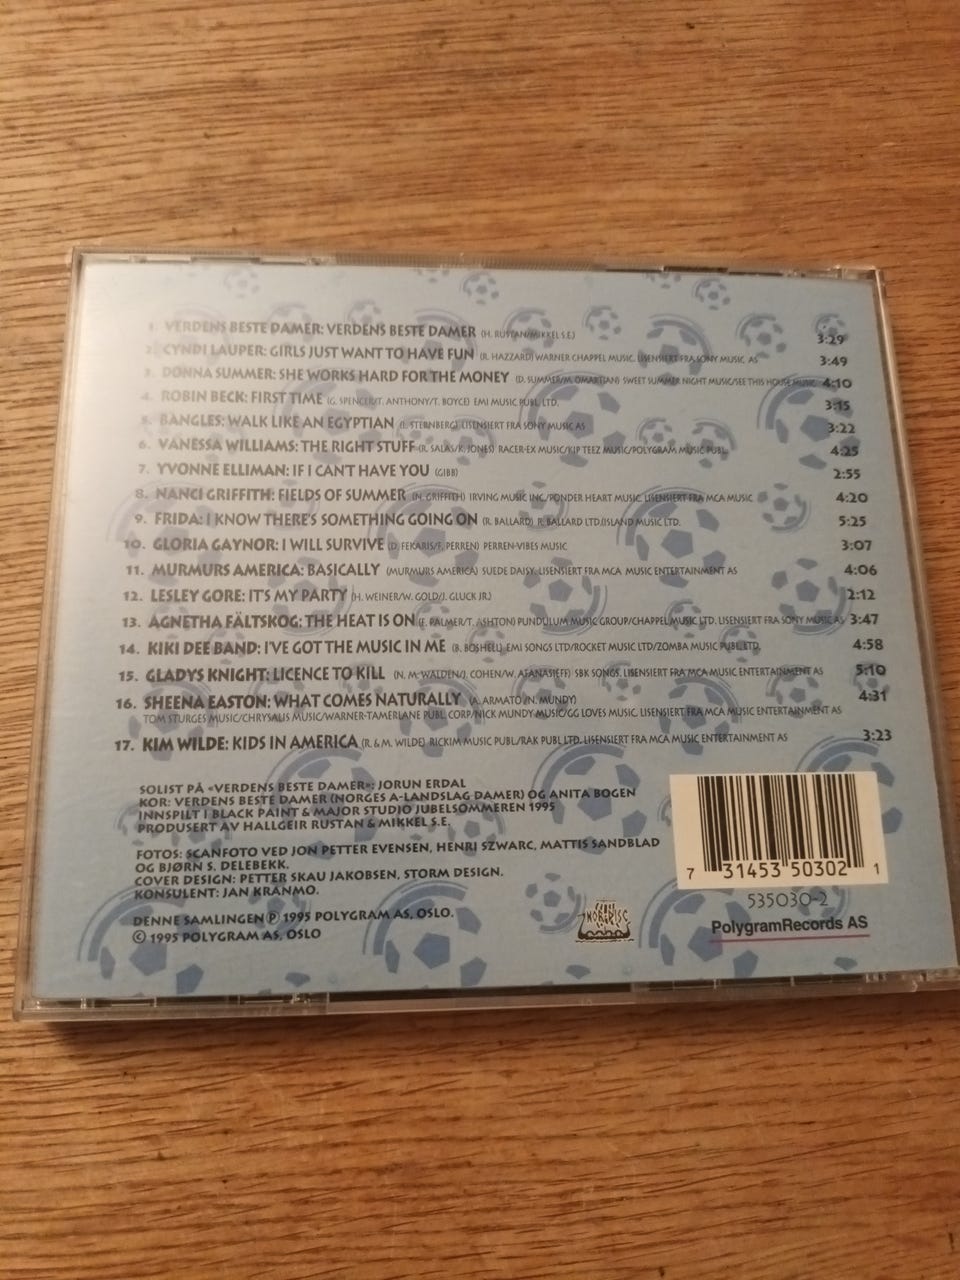 1. VERDENS BESTE DAMER: VERDENS BESTE DAMER (H. RUSTAN/MIKKEL S.E.) 3:29
2. CYNDI LAUPER: GIRLS JUST WANT TO HAVE FUN (R. HAZZARD) WARNER CHAPPEL MUSIC. LISENSIERT FRA SONY MUSIC AS 3:49
3. DONNA SUMMER: SHE WORKS HARD FOR THE MONEY (D. SUMMER/M. OMARTIAN) SWEET SUMMER NIGHT MUSIC/SEE THIS HOUSE MUSIC 4:10
4. ROBIN BECK: FIRST TIME (G. SPENCER/T. ANTHONY/T. BOYCE) EMI MUSIC PUBL. LTD. 3:15
5. BANGLES: WALK LIKE AN EGYPTIAN (L. STERNBERG) LISENSIERT FRA SONY MUSIC AS 3:22
6. VANESSA WILLIAMS: THE RIGHT STUFF (R. SALAS/K. JONES) RACER-EX MUSIC/KIP TEEZ MUSIC/POLYGRAM MUSIC PUBL. 4:25
7. YVONNE ELLIMAN: IF I CAN'T HAVE YOU (GIBB) 2:55
8. NANCI GRIFFITH: FIELDS OF SUMMER (N. GRIFFITH) IRVING MUSIC INC/PONDER HEART MUSIC. LISENSIERT FRA MCA MUSIC 4:20
9. FRIDA: I KNOW THERE'S SOMETHING GOING ON (R. BALLARD) R. BALLARD LTD./ISLAND MUSIC LTD. 5:25
10. GLORIA GAYNOR: I WILL SURVIVE (D. FEKARIS/F. PERREN) PERREN-VIBES MUSIC 3:07
11. MURMURS AMERICA: BASICALLY (MURMURS AMERICA) SUEDE DAISY. LISENSIERT FRA MCA MUSIC ENTERTAINMENT AS 4:06
12. LESLEY GORE: IT'S MY PARTY (H. WEINER/W. GOLD/J. GLUCK JR.) 2:12
13. AGNETHA FÄLTSKOG: THE HEAT IS ON (F. PALMER/T. ASHTON) PUNDULUM MUSIC GROUP/CHAPPEL MUSIC LTD. LISENSIERT FRA SONY MUSIC AS 3:47
14. KIKI DEE BAND: I'VE GOT THE MUSIC IN ME (B. BOSHELL) EMI SONGS LTD/ROCKET MUSIC LTD/ZOMBA MUSIC PUBL. LTD. 4:58
15. GLADYS KNIGHT: LICENCE TO KILL (N. M. WALDEN/J. COHEN/W. AFANASIEFF) SBK SONGS. LISENSIERT FRA MCA MUSIC ENTERTAINMENT AS 5:10
16. SHEENA EASTON: WHAT COMES NATURALLY (A. ARMATO/N. MUNDY) 4:31
TOM STURGES MUSIC/CHRYSALIS MUSIC/WARNER-TAMERLANE PUBL. CORP/NICK MUNDY MUSIC/GG LOVES MUSIC. LISENSIERT FRA MCA MUSIC ENTERTAINMENT AS
17. KIM WILDE: KIDS IN AMERICA (R. & M. WILDE) RICKIM MUSIC PUBL/RAK PUBL LTD. LISENSIERT FRA MCA MUSIC ENTERTAINMENT AS 3:23
SOLIST PÅ «VERDENS BESTE DAMER»: JORUN ERDAL
KOR: VERDENS BESTE DAMER (NORGES A-LANDSLAG DAMER) OG ANITA BOGEN
INNSPILT I BLACK PAINT & MAJOR STUDIO JUBELSOMMEREN 1995
PRODUSERT AV HALLGEIR RUSTAN & MIKKEL S.E.
FOTOS: SCANFOTO VED JON PETTER EVENSEN, HENRI SZWARC, MATTIS SANDBLAD
OG BJØRN S. DELEBEKK.
COVER DESIGN: PETTER SKAU JAKOBSEN, STORM DESIGN.
KONSULENT: JAN KRANMO.
DENNE SAMLINGEN ℗ 1995 POLYGRAM AS, OSLO.
© 1995 POLYGRAM AS, OSLO
NORDISC
7 31453 50302 1
535030-2
PolygramRecords AS